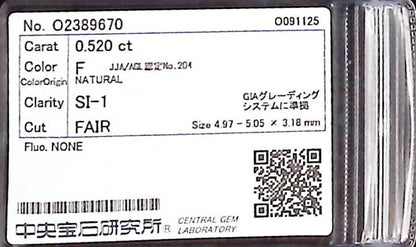 No. O2389670 O091125
Carat 0.520 ct
Color F JJA/AGL 認定No.204
ColorOrigin NATURAL
Clarity SI-1 GIAグレーディング
システムに準拠
Cut FAIR Size 4.97 - 5.05 × 3.18 mm
Fluo. NONE
中央宝石研究所® CENTRAL GEM
LABORATORY